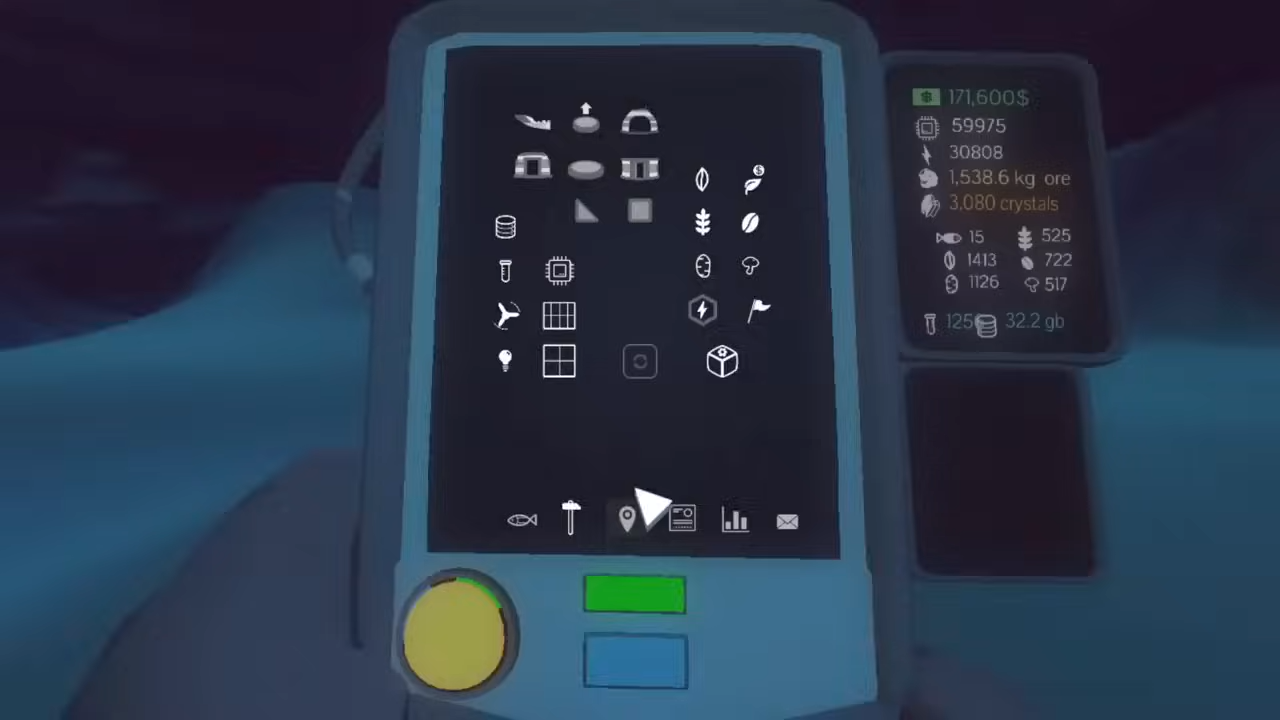 171,600$
59975
30808
1,538.6 kg ore
3,080 crystals
15 525
1413 722
1126 517
125 32.2 gb